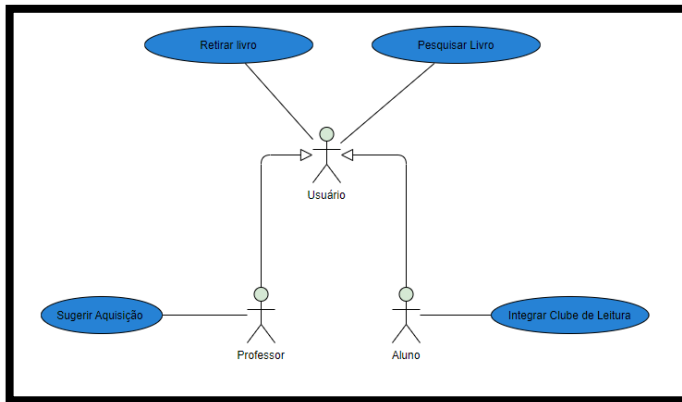 Retirar livro
Pesquisar Livro
Usuário
Sugerir Aquisição
Integrar Clube de Leitura
Professor
Aluno